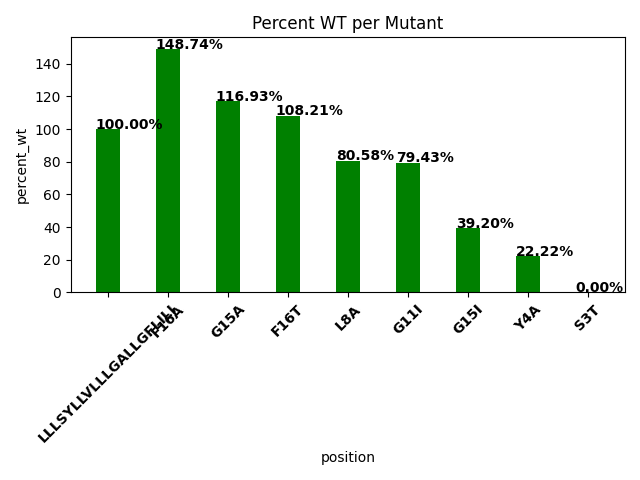 Percent WT per Mutant
percent_wt
140
120
100
80
60
40
20
0
100.00%
148.74%
116.93%
108.21%
80.58%
79.43%
39.20%
22.22%
0.00%
F16A
G15A
F16T
L8A
G11I
G15I
Y4A
S3T
position